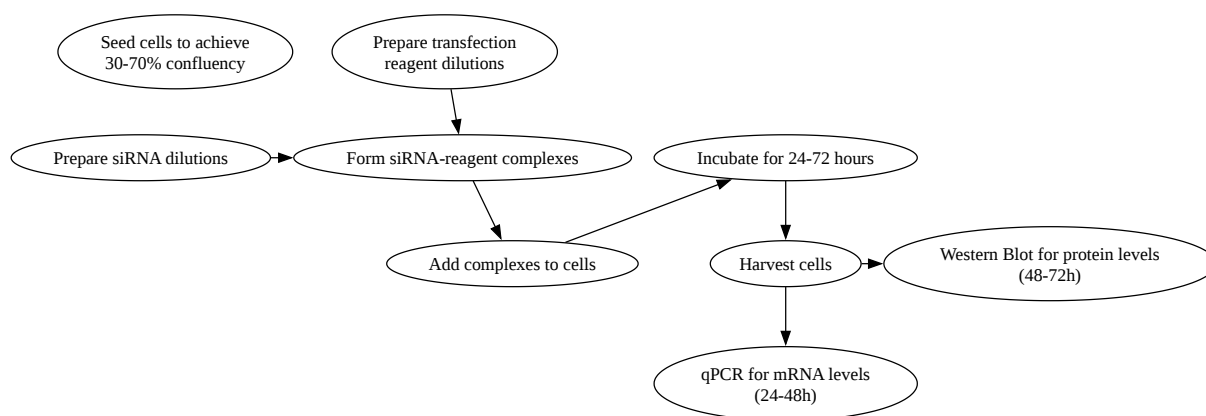 Seed cells to achieve
30-70% confluency
Prepare transfection
reagent dilutions
Prepare siRNA dilutions
Form siRNA-reagent complexes
Incubate for 24-72 hours
Add complexes to cells
Harvest cells
Western Blot for protein levels
(48-72h)
qPCR for mRNA levels
(24-48h)